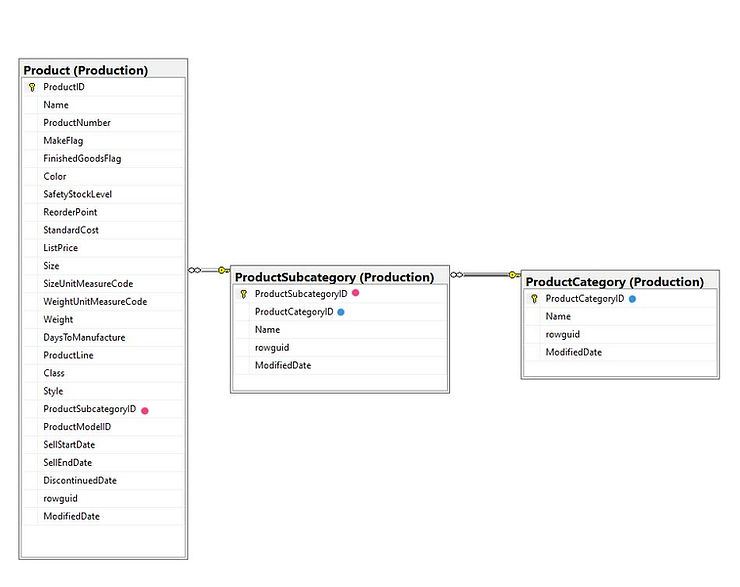 Product (Production)
ProductID
Name
ProductNumber
MakeFlag
FinishedGoodsFlag
Color
SafetyStockLevel
ReorderPoint
StandardCost
ListPrice
Size
SizeUnitMeasureCode
WeightUnitMeasureCode
Weight
DaysToManufacture
ProductLine
Class
Style
ProductSubcategoryID
ProductModelID
SellStartDate
SellEndDate
DiscontinuedDate
rowguid
ModifiedDate
ProductSubcategory (Production)
ProductSubcategoryID
ProductCategoryID
Name
rowguid
ModifiedDate
ProductCategory (Production)
ProductCategoryID
Name
rowguid
ModifiedDate